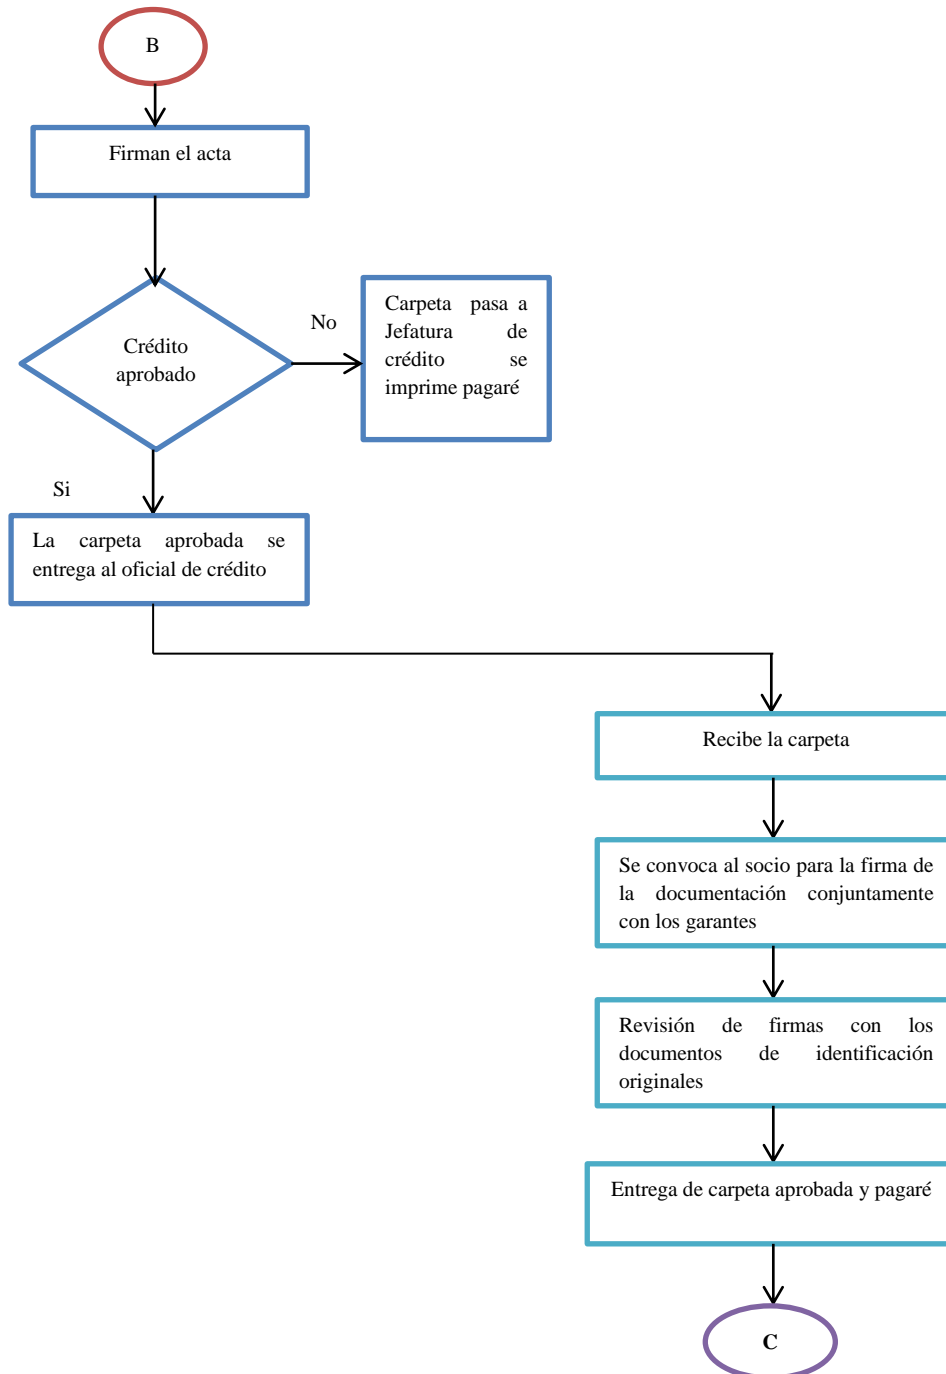 B
Firman el acta
Crédito
aprobado
No
Carpeta pasa a
Jefatura de
crédito se
imprime pagaré
Si
La carpeta aprobada se
entrega al oficial de crédito
Recibe la carpeta
Se convoca al socio para la firma de
la documentación conjuntamente
con los garantes
Revisión de firmas con los
documentos de identificación
originales
Entrega de carpeta aprobada y pagaré
C